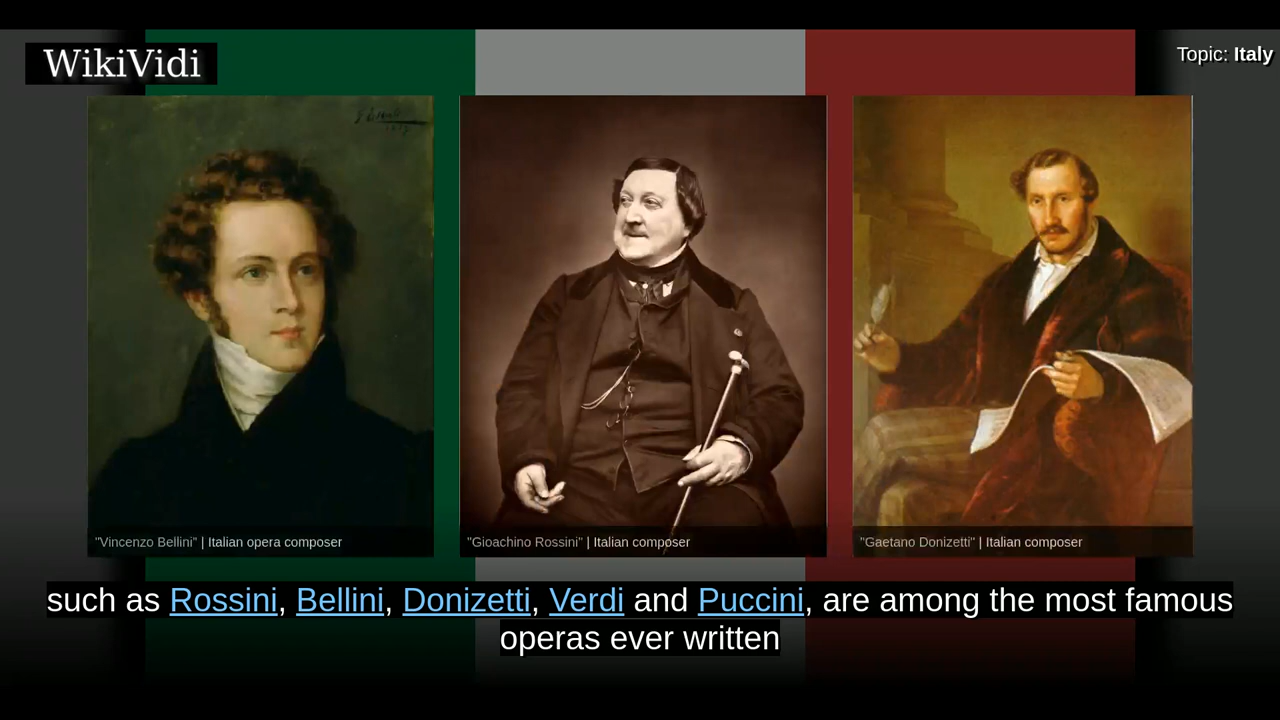 WikiVidi
Topic: Italy
"Vincenzo Bellini" | Italian opera composer
"Gioachino Rossini" | Italian composer
"Gaetano Donizetti" | Italian composer
such as Rossini, Bellini, Donizetti, Verdi and Puccini, are among the most famous
operas ever written